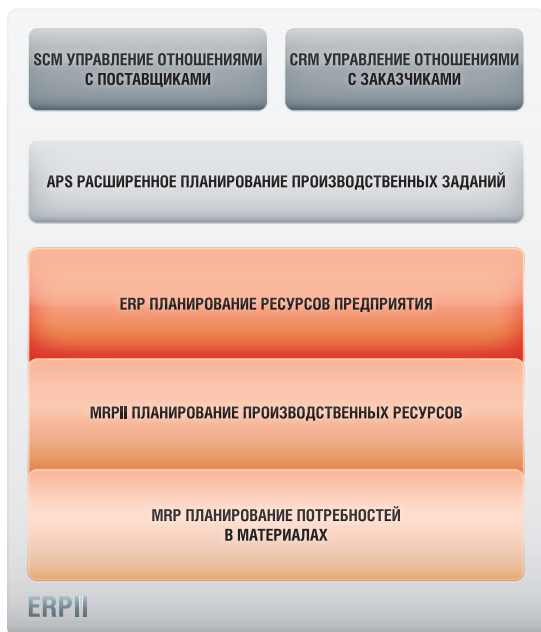 SCM УПРАВЛЕНИЕ ОТНОШЕНИЯМИ
С ПОСТАВЩИКАМИ
CRM УПРАВЛЕНИЕ ОТНОШЕНИЯМИ
С ЗАКАЗЧИКАМИ
APS РАСШИРЕННОЕ ПЛАНИРОВАНИЕ ПРОИЗВОДСТВЕННЫХ ЗАДАНИЙ
ERP ПЛАНИРОВАНИЕ РЕСУРСОВ ПРЕДПРИЯТИЯ
MRPII ПЛАНИРОВАНИЕ ПРОИЗВОДСТВЕННЫХ РЕСУРСОВ
MRP ПЛАНИРОВАНИЕ ПОТРЕБНОСТЕЙ
В МАТЕРИАЛАХ
ERPII